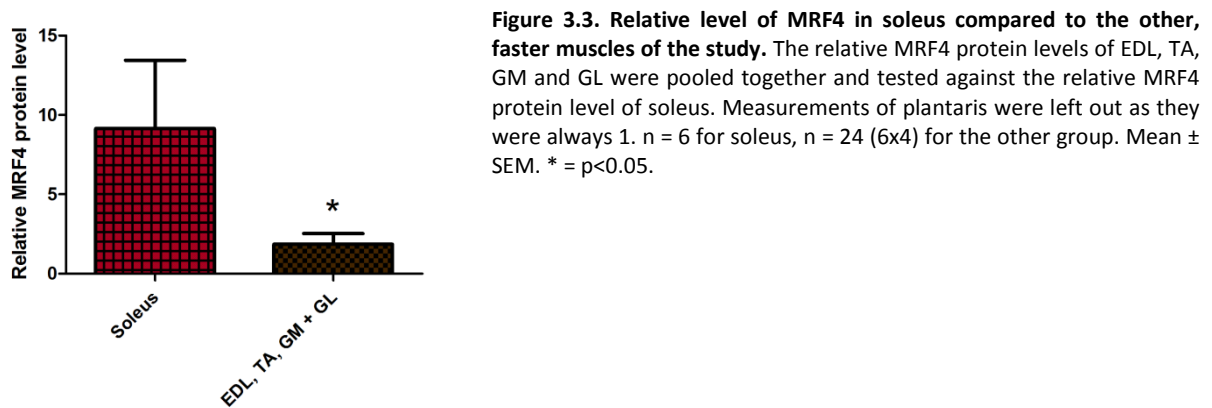 Figure 3.3. Relative level of MRF4 in soleus compared to the other,
faster muscles of the study. The relative MRF4 protein levels of EDL, TA,
GM and GL were pooled together and tested against the relative MRF4
protein level of soleus. Measurements of plantaris were left out as they
were always 1. n = 6 for soleus, n = 24 (6x4) for the other group. Mean ±
SEM. * = p<0.05.
Relative MRF4 protein level
15
10
5
0
*
Soleus
EDL, TA, GM + GL